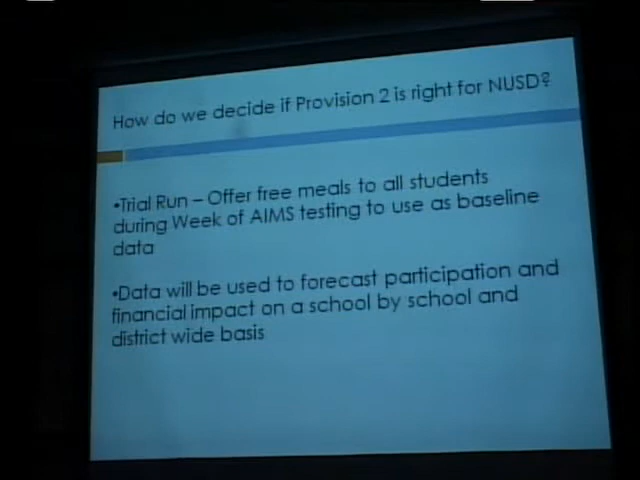 How do we decide if Provision 2 is right for NUSD?
•Trial Run – Offer free meals to all students
during Week of AIMS testing to use as baseline
data
•Data will be used to forecast participation and
financial impact on a school by school and
district wide basis